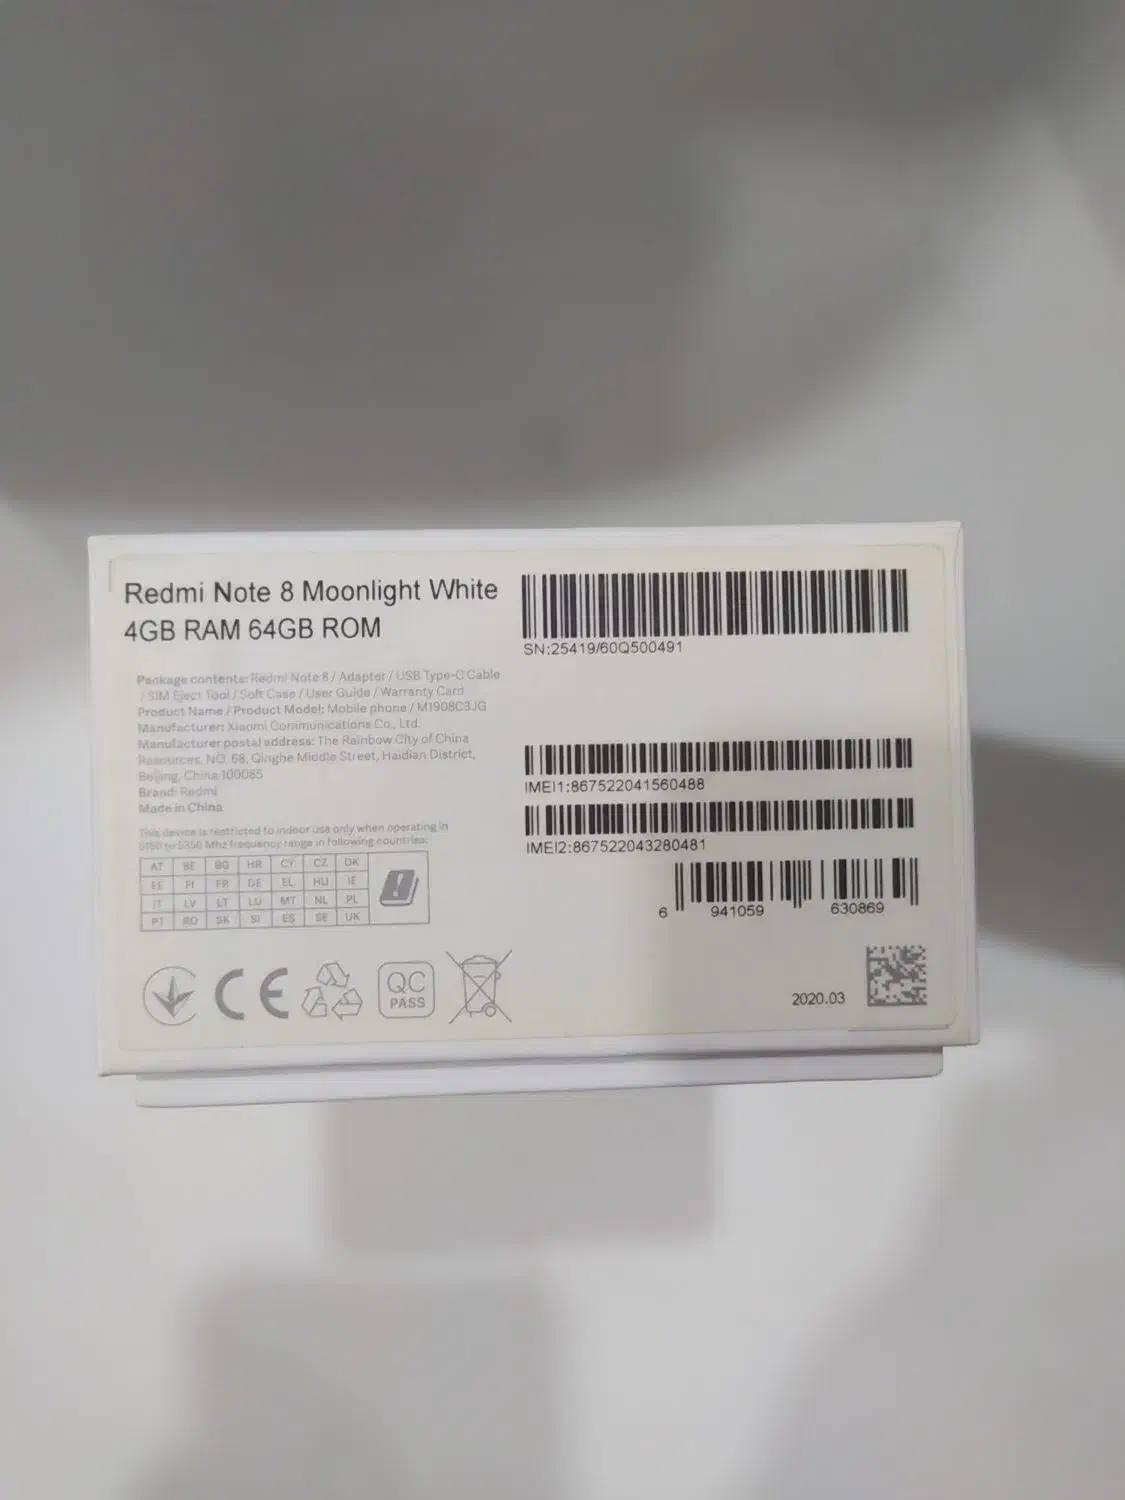 Redmi Note 8 Moonlight White
4GB RAM 64GB ROM
Package contents: Redmi Note 8 / Adapter / USB Type-C Cable
/ SIM Eject Tool / Soft Case / User Guide / Warranty Card
Product Name / Product Model: Mobile phone / M1908C3JG
Manufacturer: Xiaomi Communications Co., Ltd.
Manufacturer postal address: The Rainbow City of China
Resources, NO. 68, Qinghe Middle Street, Haidian District,
Beijing, China 100085
Brand: Redmi
Made in China
This device is restricted to indoor use only when operating in
5150 to 5350 Mhz frequency range in following countries:
AT BE BG HR CY CZ DK
EE FI FR DE EL HU IE
IT LV LT LU MT NL PL
PT RO SK SI ES SE UK
CE
QC
PASS
SN:25419/60Q500491
IMEI1:867522041560488
IMEI2:867522043280481
6 941059 630869
2020.03